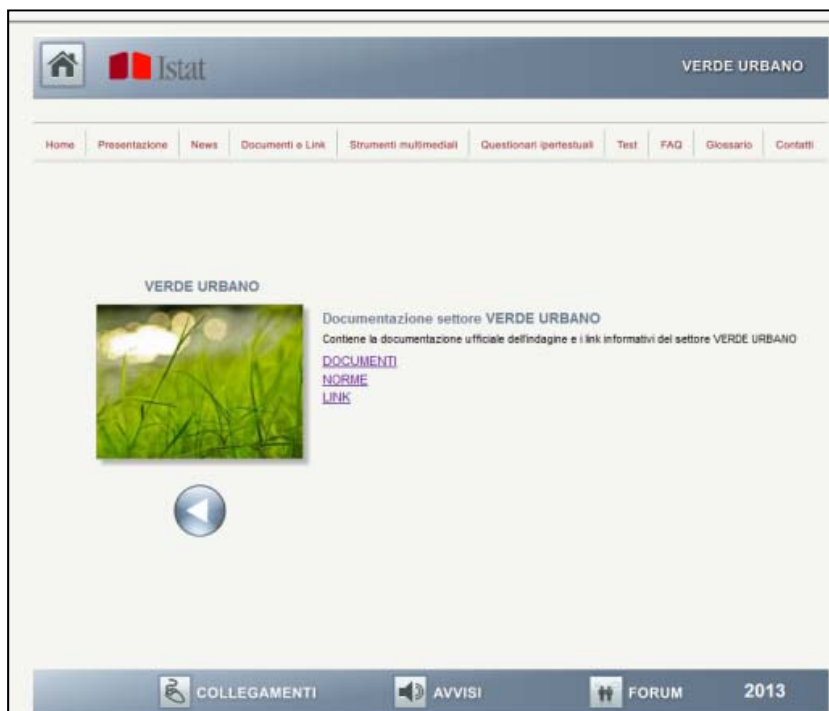 Istat
VERDE URBANO
Home Presentazione News Documenti e Link Strumenti multimediali Questionari ipertestuali Test FAQ Glossario Contatti
VERDE URBANO
Documentazione settore VERDE URBANO
Contiene la documentazione ufficiale dell'indagine e i link informativi del settore VERDE URBANO
DOCUMENTI
NORME
LINK
COLLEGAMENTI AVVISI FORUM 2013